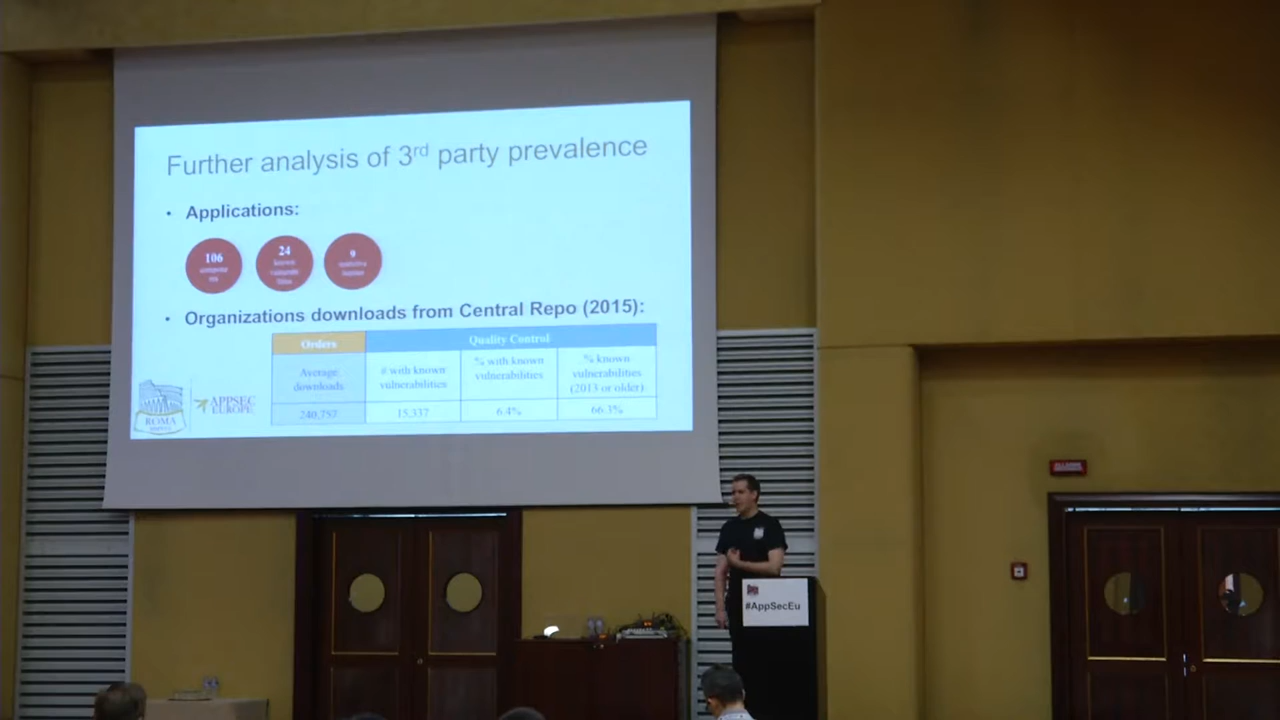 Further analysis of 3rd party prevalence
• Applications:
106
24
known
9
• Organizations downloads from Central Repo (2015):
Orders
Quality Control
Average
downloads
# with known
vulnerabilities
% with known
vulnerabilities
% known
vulnerabilities
(2013 or older)
240,757
15,337
6.4%
66.3%
ROMA
APPSEC
EUROPE
#AppSecEu